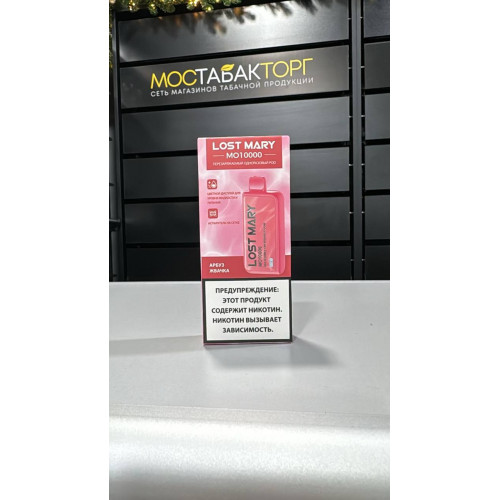 МОСТАБАКТОРГ
СЕТЬ МАГАЗИНОВ ТАБАЧНОЙ ПРОДУКЦИИ
LOST MARY
MO10000
LOST MARY
MO10000
АРБУЗ
ЖВАЧКА
ПРЕДУПРЕЖДЕНИЕ:
ЭТОТ ПРОДУКТ
СОДЕРЖИТ НИКОТИН.
НИКОТИН ВЫЗЫВАЕТ
ЗАВИСИМОСТЬ.